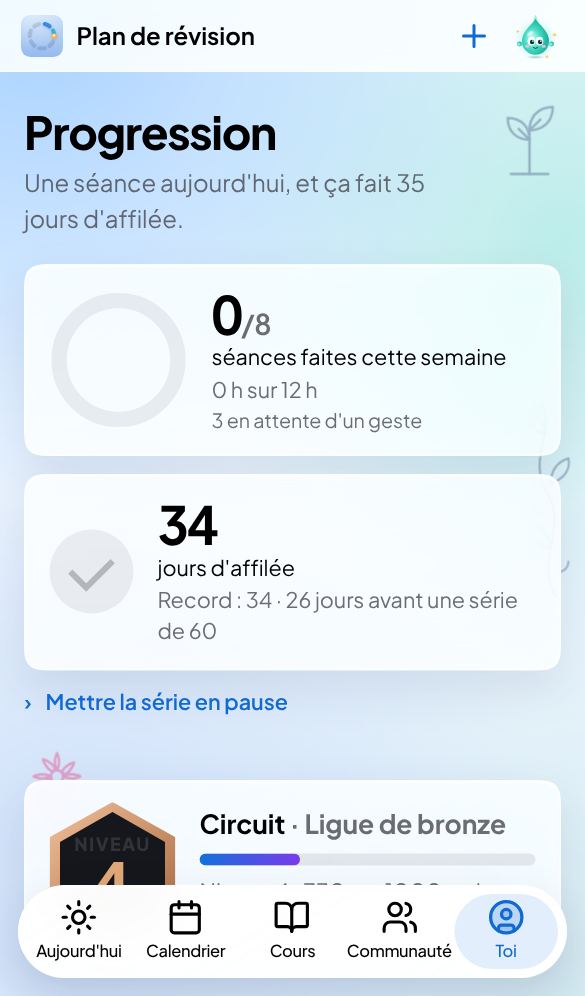 Plan de révision
Progression
Une séance aujourd'hui, et ça fait 35
jours d'affilée.
0/8
séances faites cette semaine
0 h sur 12 h
3 en attente d'un geste
34
jours d'affilée
Record : 34 · 26 jours avant une série
de 60
› Mettre la série en pause
NIVEAU
4
Circuit · Ligue de bronze
Aujourd'hui
Calendrier
Cours
Communauté
Toi